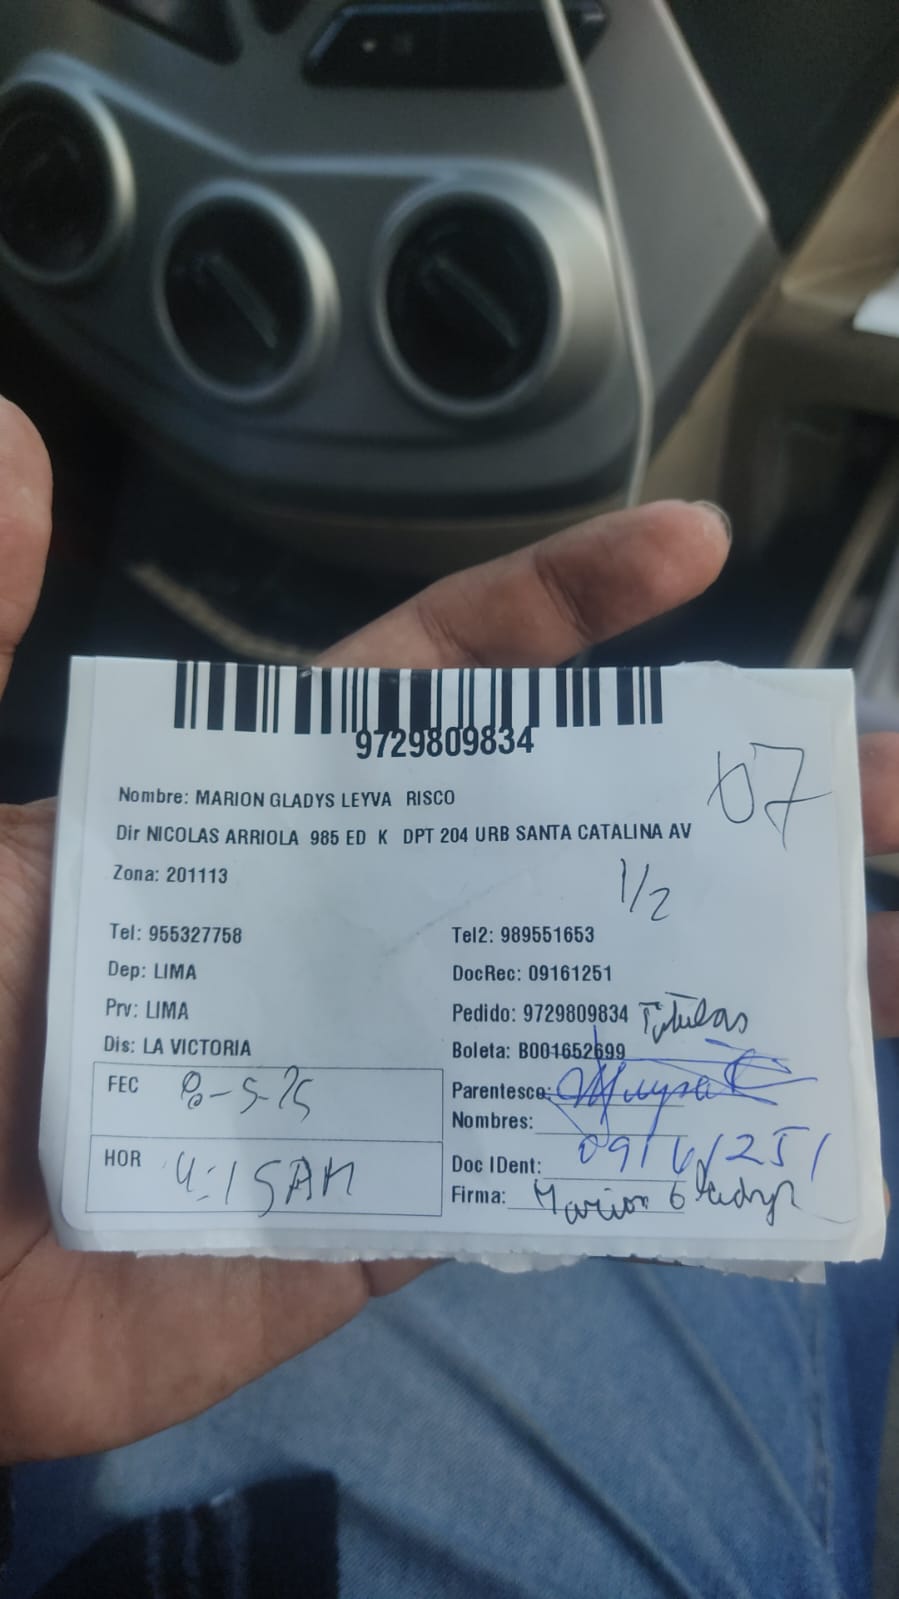 9729809834
Nombre: MARION GLADYS LEYVA RISCO
07
Dir NICOLAS ARRIOLA 985 ED K DPT 204 URB SANTA CATALINA AV
Zona: 201113
1/2
Tel: 955327758
Tel2: 989551653
Dep: LIMA
DocRec: 09161251
Prv: LIMA
Pedido: 9729809834
Dis: LA VICTORIA
Boleta: B001652699
FEC
Parentesco:
Nombres:
HOR 4:15AM
Doc IDent: 09161251
Firma: Marion Gladys